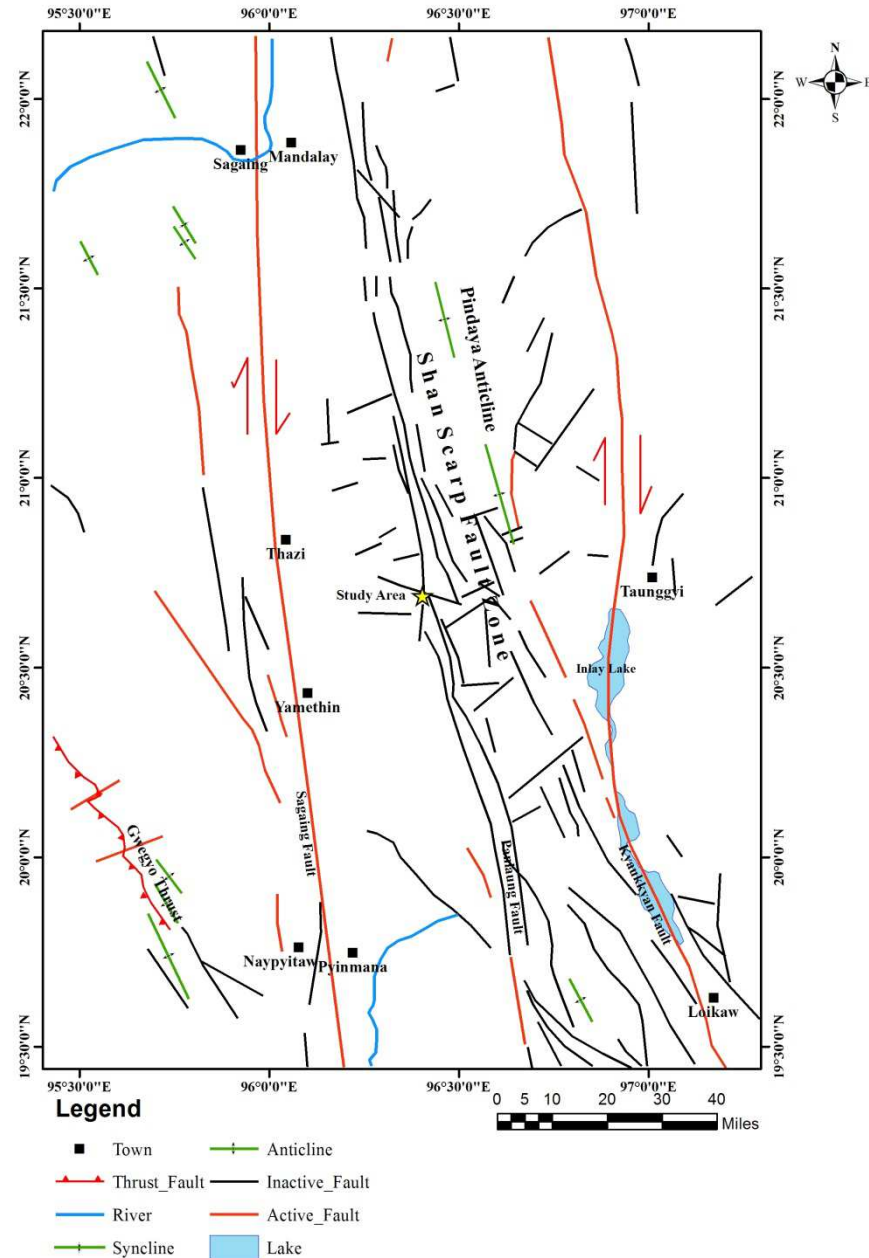 95°30'0"E 96°0'0"E 96°30'0"E 97°0'0"E
N
W E
S
22°0'0"N 22°0'0"N
Sagaing Mandalay
21°30'0"N 21°30'0"N
Pindaya Anticline
Shan Scarp Fault Zone
21°0'0"N 21°0'0"N
Thazi
Taunggyi
Study Area
20°30'0"N 20°30'0"N
Inlay Lake
Yamethin
Sagaing Fault
20°0'0"N 20°0'0"N
Gwegyo Thrust
Panlaung Fault
Kyaukkyan Fault
Naypyitaw Pyinmana
Loikaw
19°30'0"N 19°30'0"N
95°30'0"E 96°0'0"E 96°30'0"E 97°0'0"E
Legend
0 5 10 20 30 40
Miles
Town Anticline
Thrust_Fault Inactive_Fault
River Active_Fault
Syncline Lake